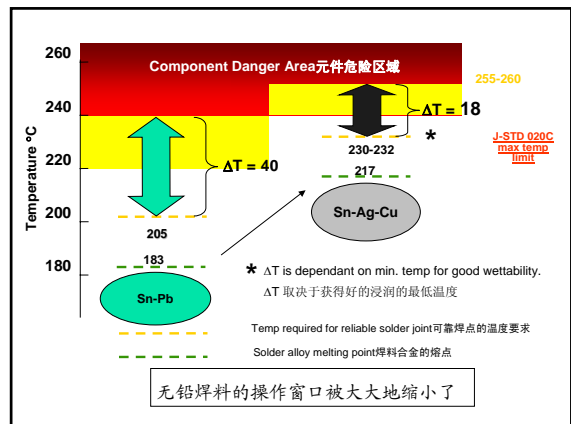 260
Component Danger Area元件危险区域
255-260
240
ΔT = 18
*
J-STD 020C
max temp
limit
230-232
220
ΔT = 40
217
Temperature ºC
200
205
Sn-Ag-Cu
183
180
* ΔT is dependant on min. temp for good wettability.
ΔT 取决于获得好的浸润的最低温度
Sn-Pb
Temp required for reliable solder joint可靠焊点的温度要求
Solder alloy melting point焊料合金的熔点
无铅焊料的操作窗口被大大地缩小了